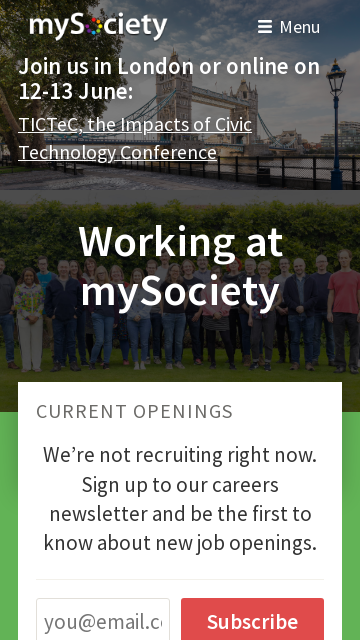 mySociety
Menu
Join us in London or online on
12-13 June:
TICTeC, the Impacts of Civic
Technology Conference
Working at
mySociety
CURRENT OPENINGS
We’re not recruiting right now.
Sign up to our careers
newsletter and be the first to
know about new job openings.
you@email.co
Subscribe